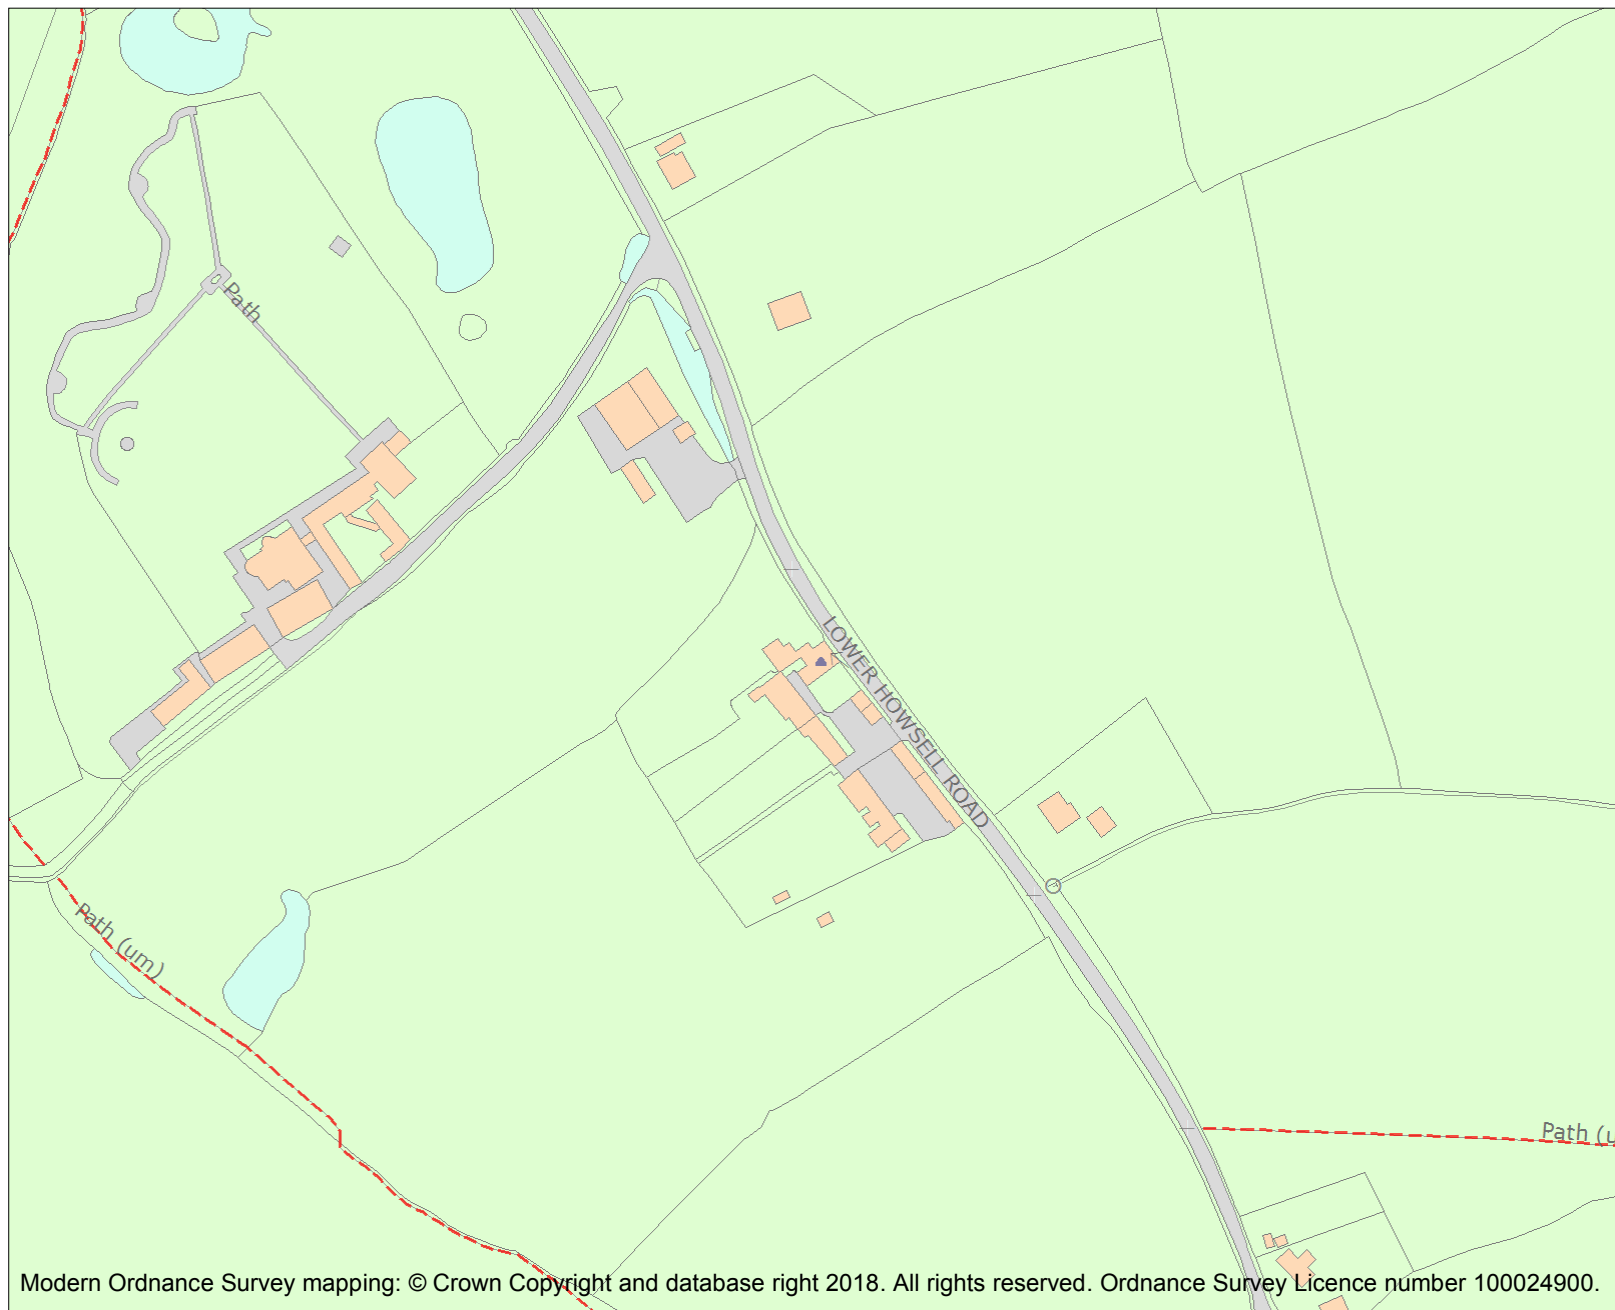 Path
LOWER HOWSELL ROAD
Path (um)
Path (u
Modern Ordnance Survey mapping: © Crown Copyright and database right 2018. All rights reserved. Ordnance Survey Licence number 100024900.